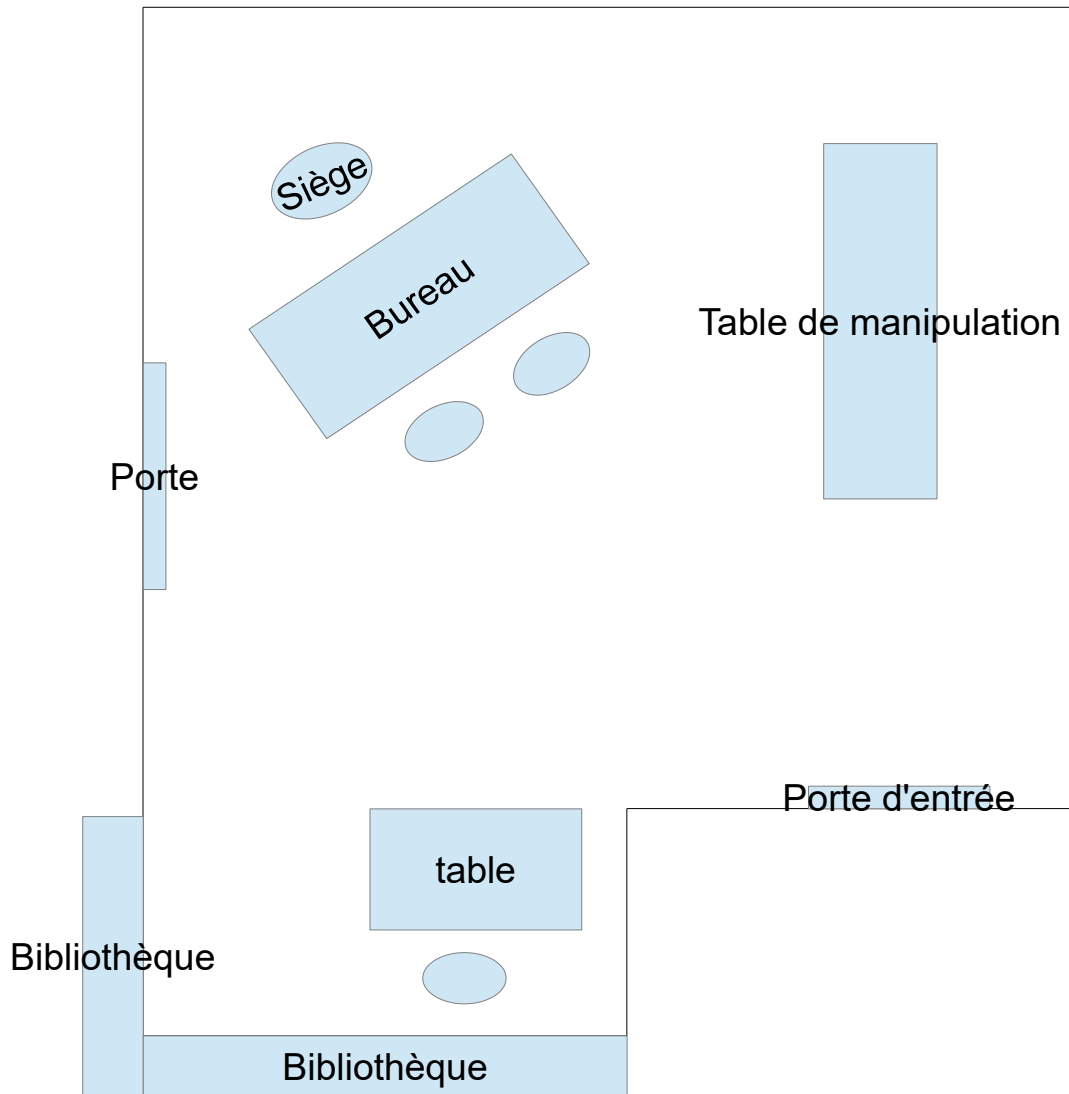 Siège
Bureau
Table de manipulation
Porte
Porte d'entrée
table
Bibliothèque
Bibliothèque